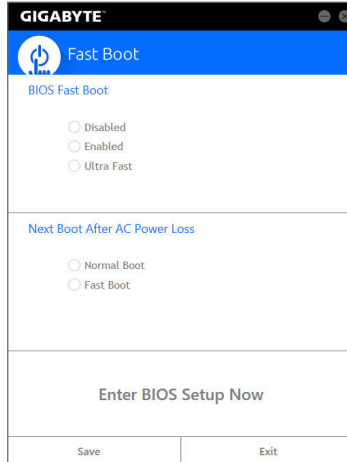 GIGABYTE™
Fast Boot
BIOS Fast Boot
Disabled
Enabled
Ultra Fast
Next Boot After AC Power Loss
Normal Boot
Fast Boot
Enter BIOS Setup Now
Save
Exit